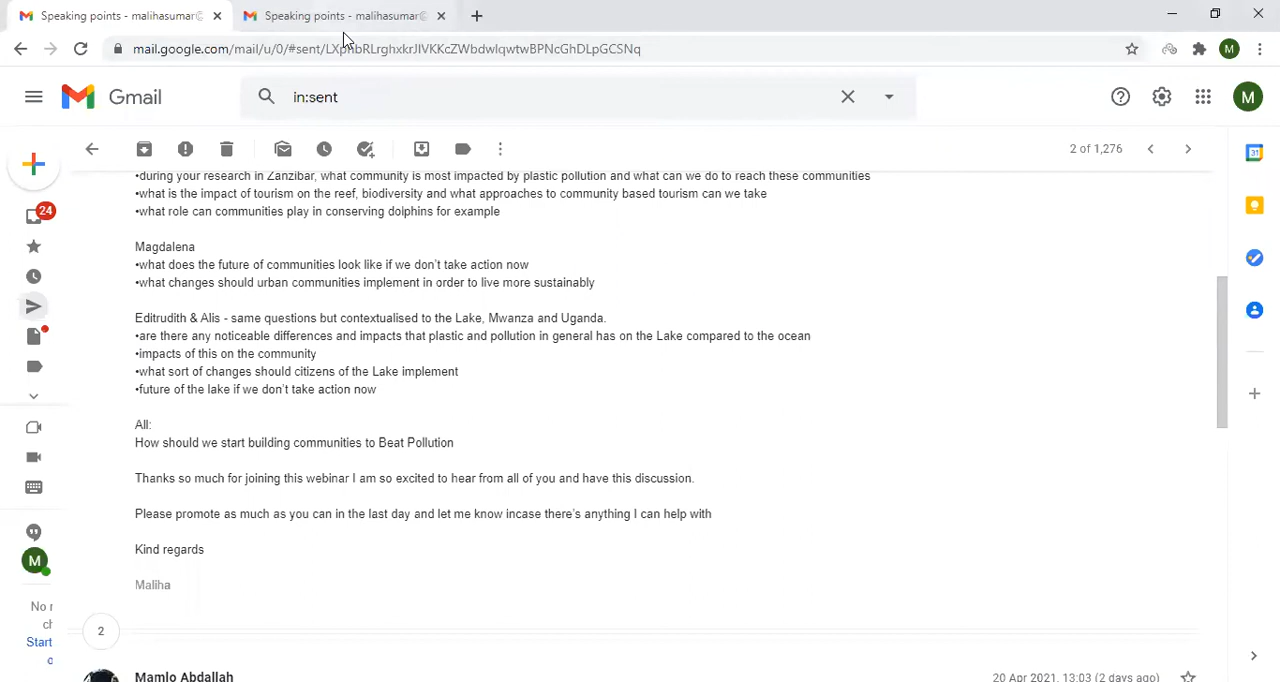 Speaking points - malihasumar@
Speaking points - malihasumar@
mail.google.com/mail/u/0/#sent/LXphbRLrghxkrJIVKKcZWbdwIqwtwBPNcGhDLpGCSNq
M
Gmail
in:sent
M
2 of 1,276
•during your research in Zanzibar, what community is most impacted by plastic pollution and what can we do to reach these communities
24
•what is the impact of tourism on the reef, biodiversity and what approaches to community based tourism can we take
•what role can communities play in conserving dolphins for example
Magdalena
•what does the future of communities look like if we don't take action now
•what changes should urban communities implement in order to live more sustainably
Editrudith & Alis - same questions but contextualised to the Lake, Mwanza and Uganda.
•are there any noticeable differences and impacts that plastic and pollution in general has on the Lake compared to the ocean
•impacts of this on the community
•what sort of changes should citizens of the Lake implement
•future of the lake if we don't take action now
All:
How should we start building communities to Beat Pollution
Thanks so much for joining this webinar I am so excited to hear from all of you and have this discussion.
Please promote as much as you can in the last day and let me know incase there's anything I can help with
Kind regards
Maliha
M
No r
ch
Start
o
2
Mamlo Abdallah
20 Apr 2021, 13:03 (2 days ago)
31